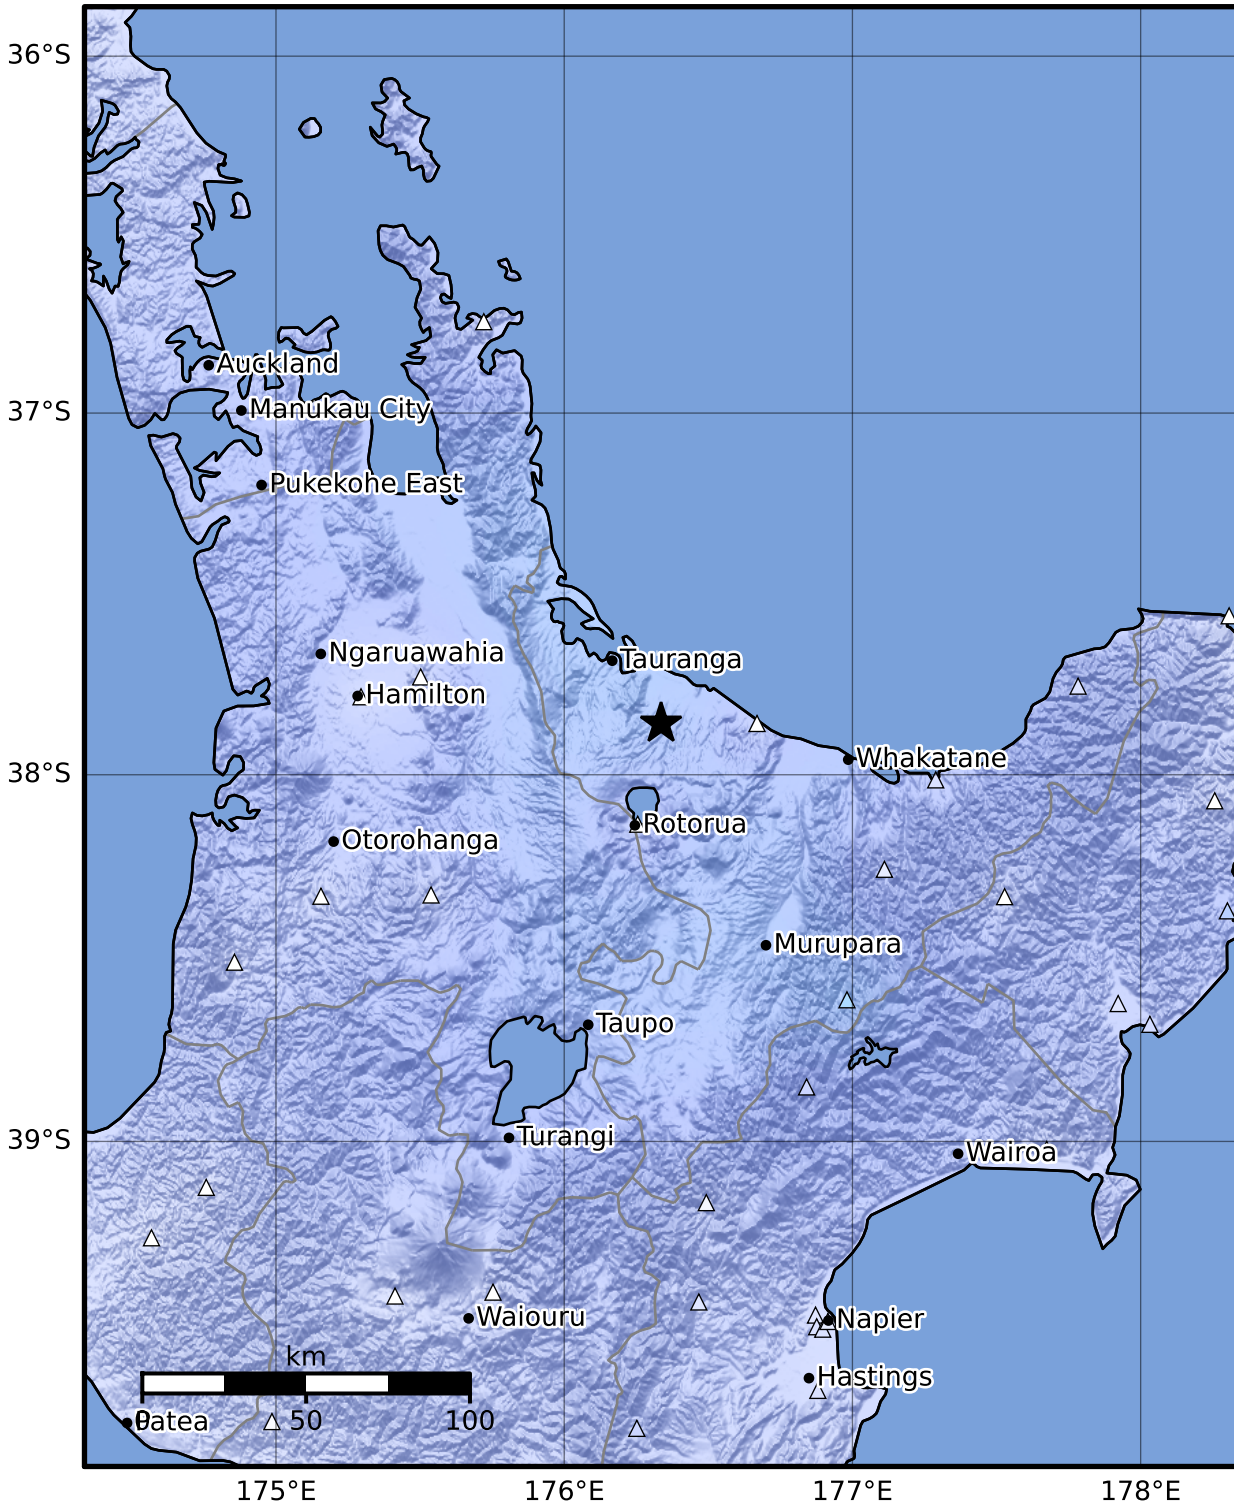 36°S
Auckland
Manukau City
37°S
Pukekohe East
Ngaruawahia
Tauranga
Hamilton
Whakatane
38°S
Rotorua
Otorohanga
Murupara
Taupo
Turangi
39°S
Wairoa
Waiouru
Napier
km
Hastings
0
Patea
50
100
175°E
176°E
177°E
178°E